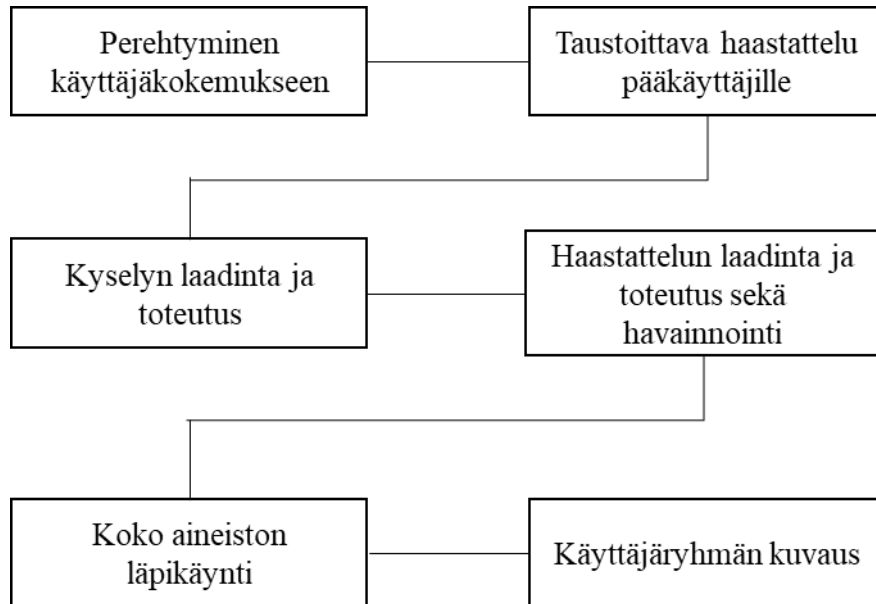 Perehtyminen
käyttäjäkokemukseen
Taustoittava haastattelu
pääkäyttäjille
Kyselyn laadinta ja
toteutus
Haastattelun laadinta ja
toteutus sekä
havainnointi
Koko aineiston
läpikäynti
Käyttäjäryhmän kuvaus